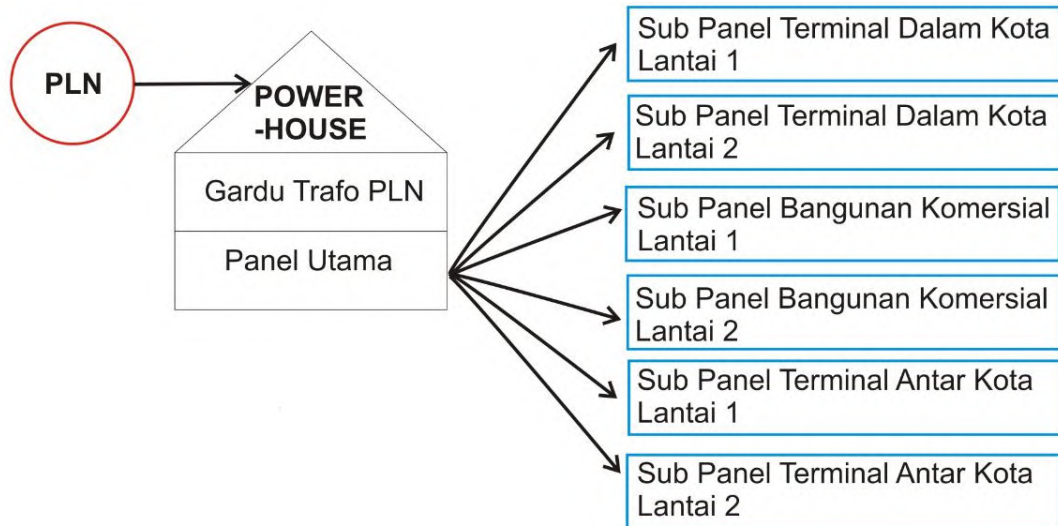 PLN
POWER
-HOUSE
Gardu Trafo PLN
Panel Utama
Sub Panel Terminal Dalam Kota
Lantai 1
Sub Panel Terminal Dalam Kota
Lantai 2
Sub Panel Bangunan Komersial
Lantai 1
Sub Panel Bangunan Komersial
Lantai 2
Sub Panel Terminal Antar Kota
Lantai 1
Sub Panel Terminal Antar Kota
Lantai 2